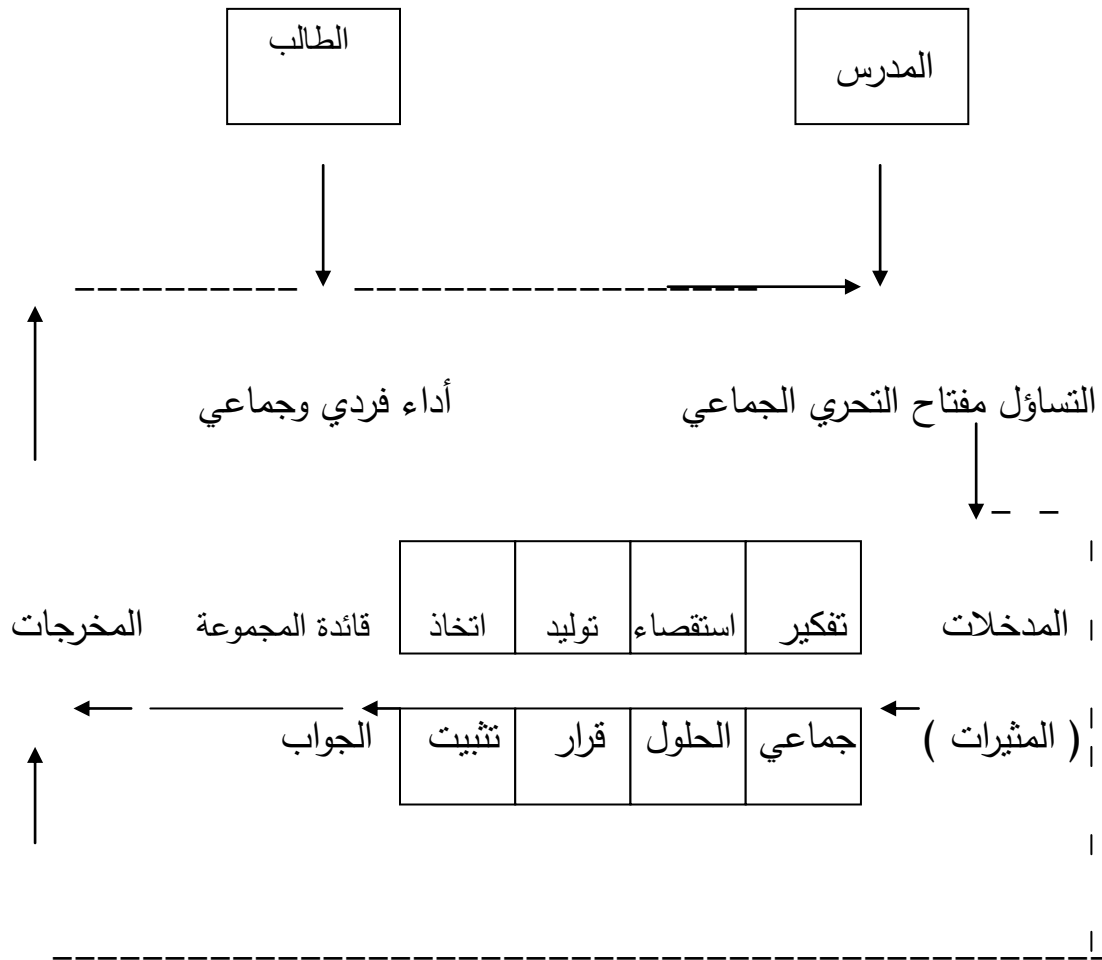 المدرس الطالب
التساؤل مفتاح التحري الجماعي أداء فردي وجماعي
المدخلات تفكير استقصاء توليد اتخاذ قائدة المجموعة المخرجات
( المثيرات ) جماعي الحلول قرار تثبيت الجواب